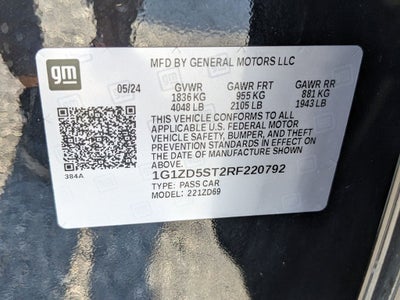 gm
MFD BY GENERAL MOTORS LLC
05/24 GVWR GAWR FRT GAWR RR
1836 KG 955 KG 881 KG
4048 LB 2105 LB 1943 LB
THIS VEHICLE CONFORMS TO ALL
APPLICABLE U.S. FEDERAL MOTOR
VEHICLE SAFETY, BUMPER, AND THEFT
PREVENTION STANDARDS IN EFFECT ON
THE DATE OF MANUFACTURE SHOWN
ABOVE.
384A
1G1ZD5ST2RF220792
TYPE: PASS CAR
MODEL: 221ZD69